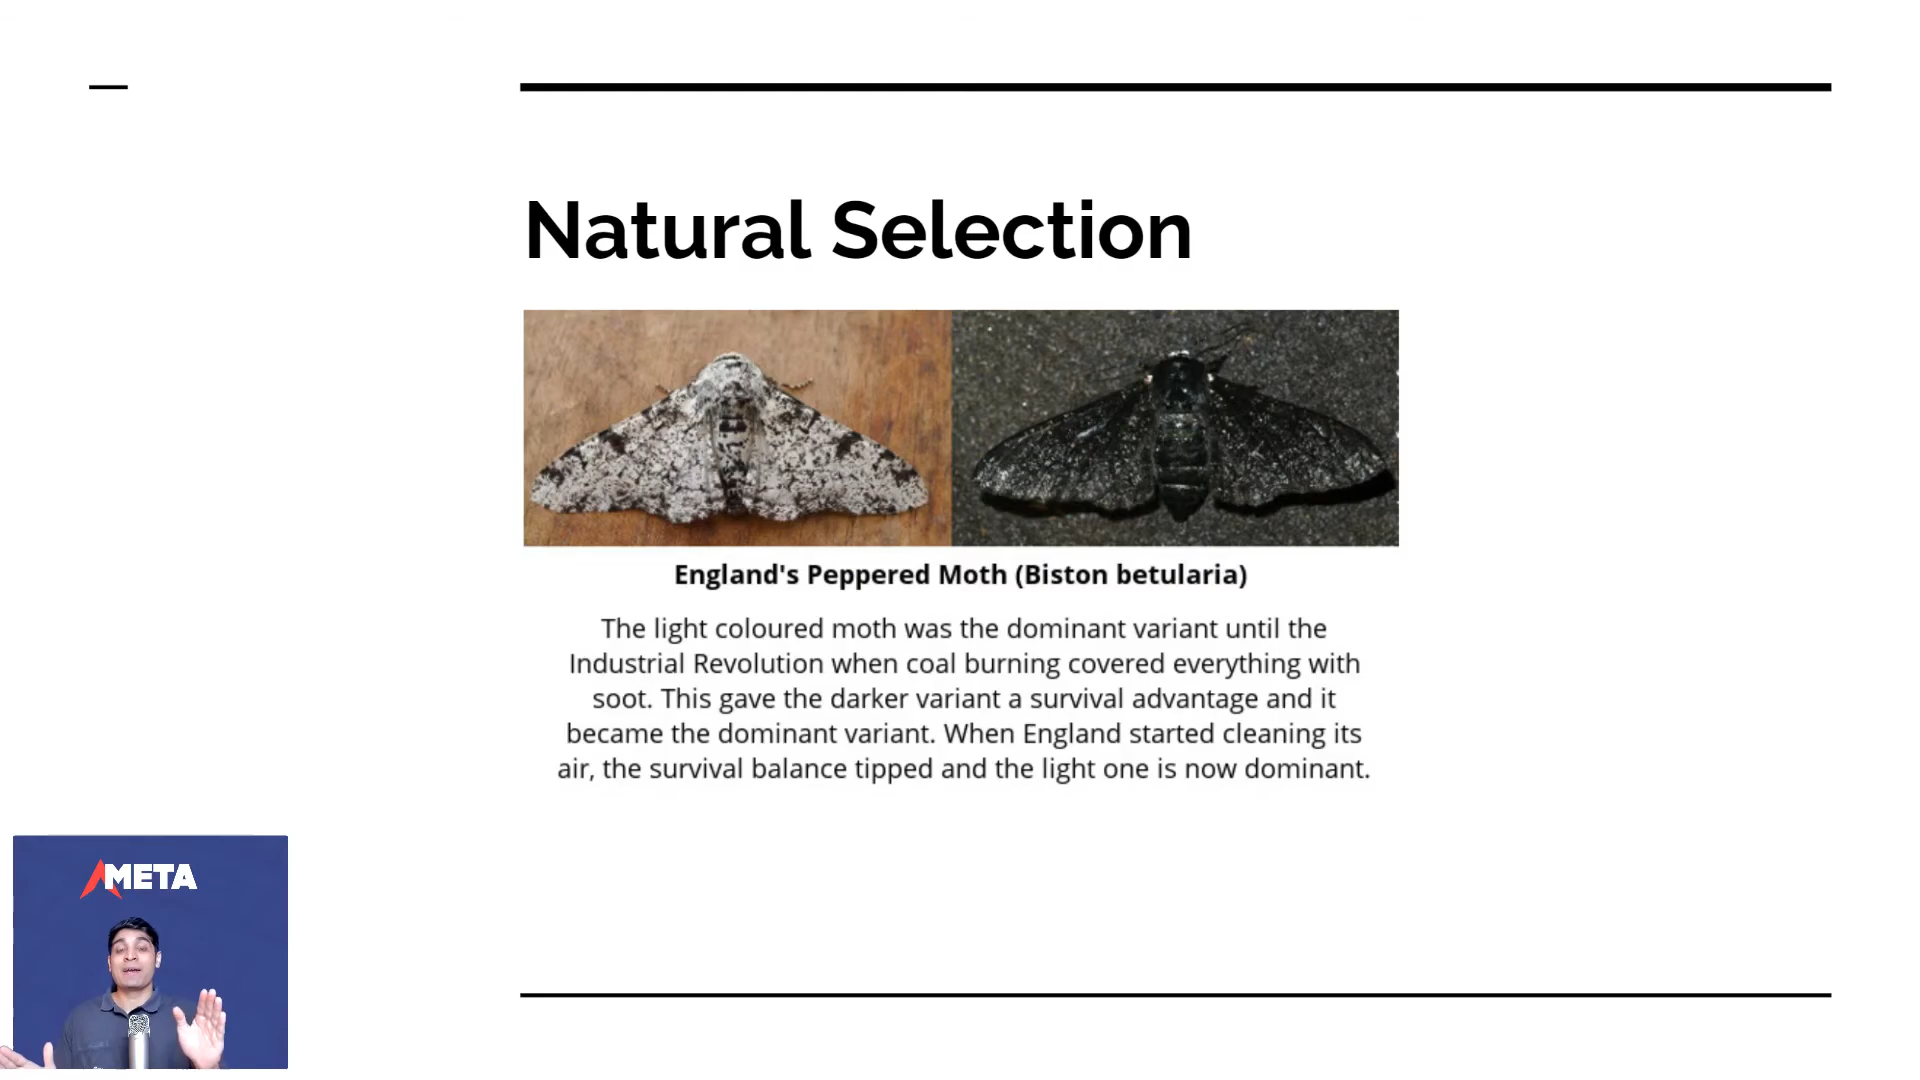 Natural Selection
England's Peppered Moth (Biston betularia)
The light coloured moth was the dominant variant until the
Industrial Revolution when coal burning covered everything with
soot. This gave the darker variant a survival advantage and it
became the dominant variant. When England started cleaning its
air, the survival balance tipped and the light one is now dominant.
META